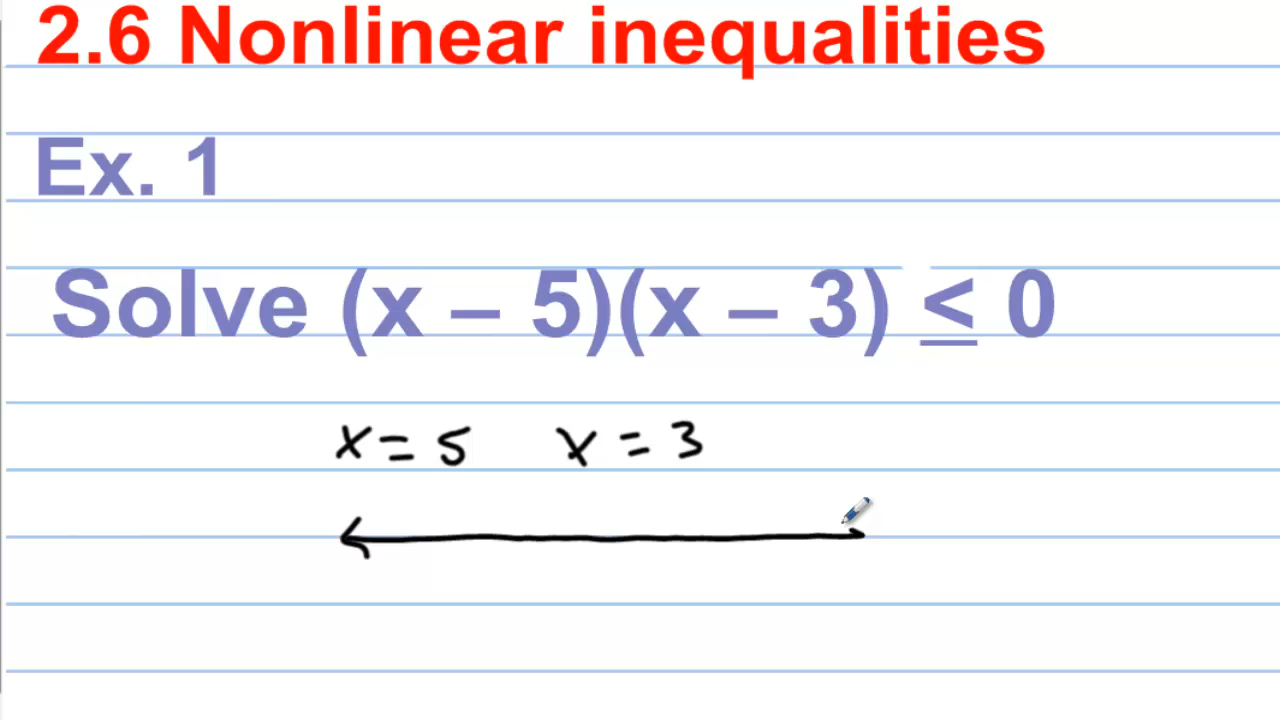 2.6 Nonlinear inequalities
Ex. 1
Solve (x – 5)(x – 3) ≤ 0
x = 5 x = 3